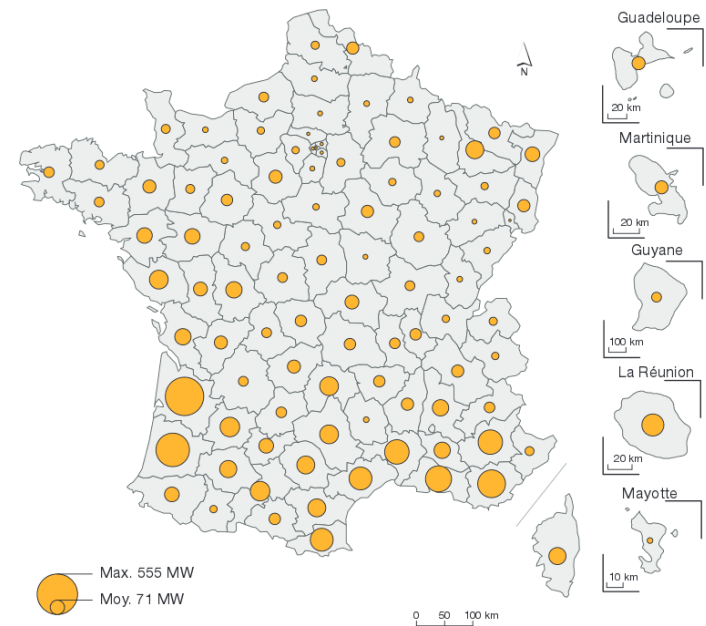 Guadeloupe
20 km
Martinique
20 km
Guyane
100 km
La Réunion
20 km
Mayotte
10 km
N
Max. 555 MW
Moy. 71 MW
0 50 100 km